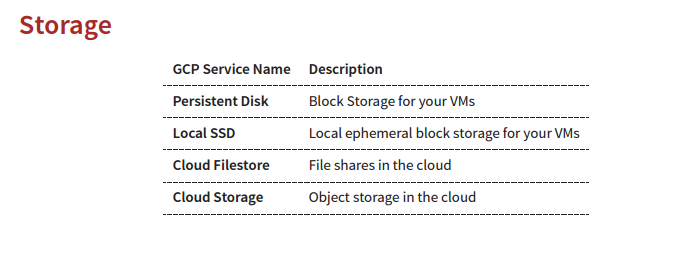 Storage
GCP Service Name Description
Persistent Disk Block Storage for your VMs
Local SSD Local ephemeral block storage for your VMs
Cloud Filestore File shares in the cloud
Cloud Storage Object storage in the cloud